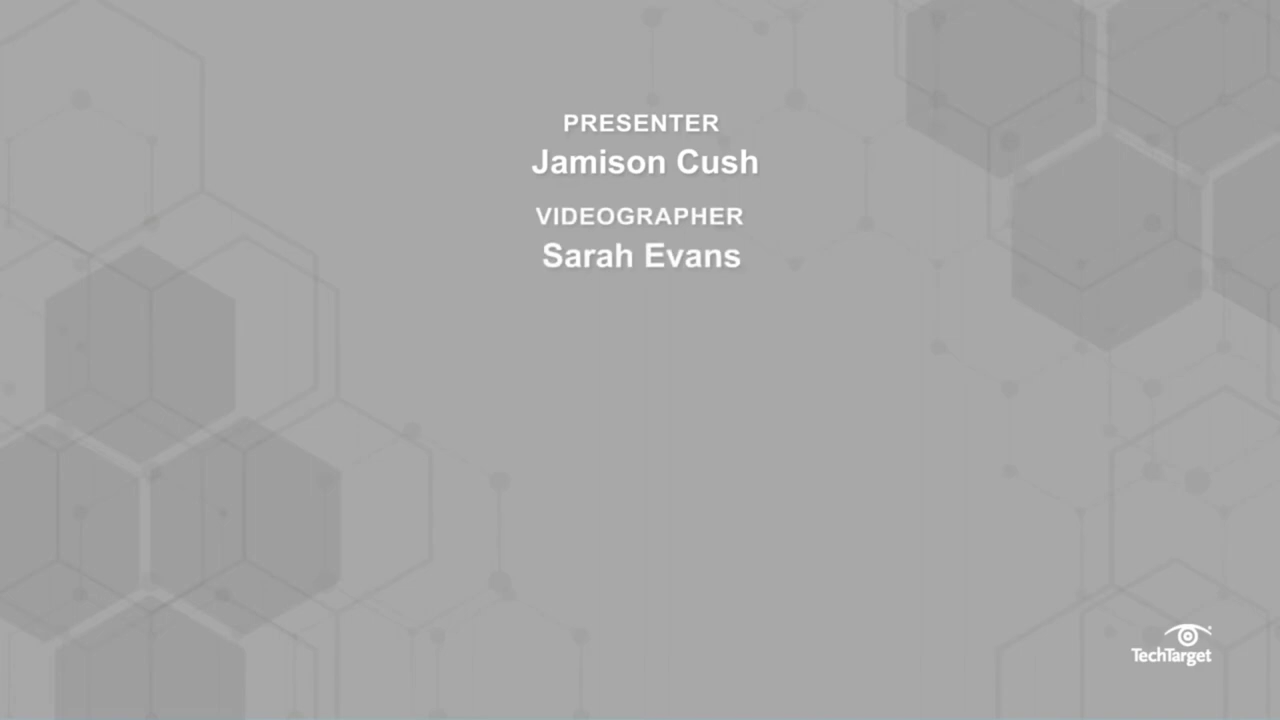 PRESENTER
Jamison Cush
VIDEOGRAPHER
Sarah Evans
TechTarget